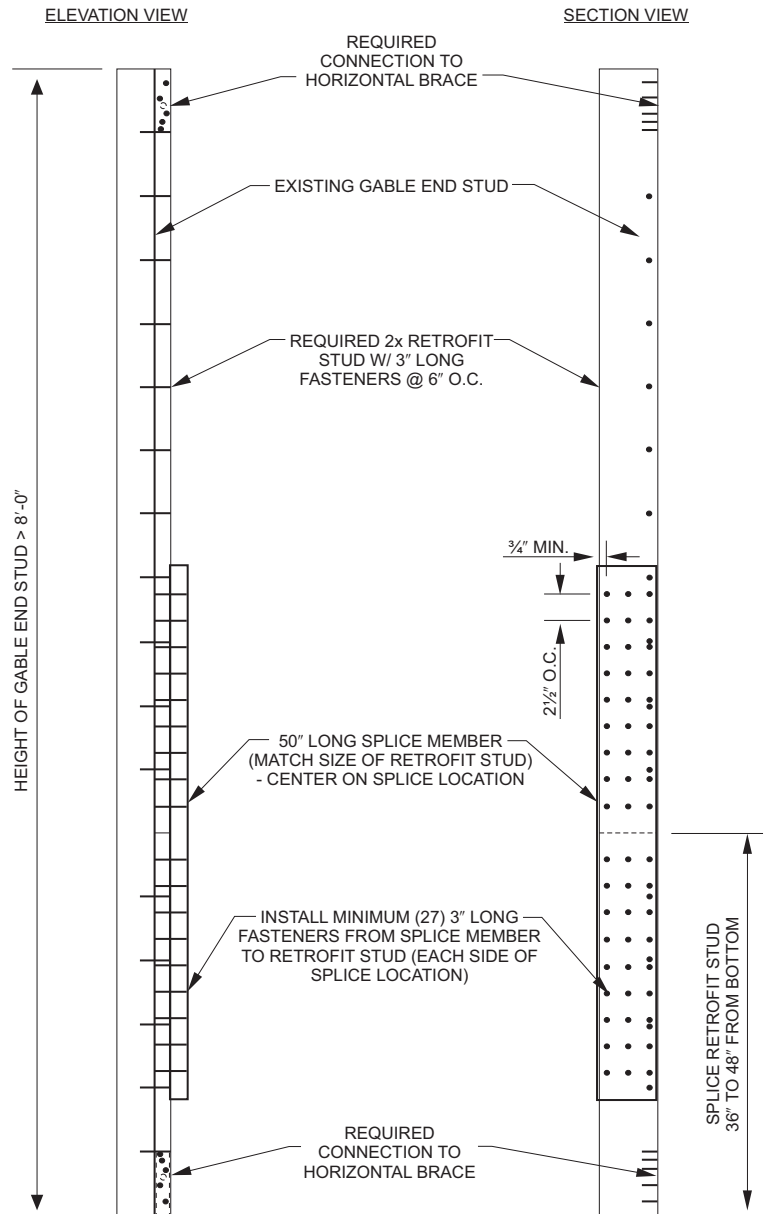 ELEVATION VIEW
SECTION VIEW
REQUIRED
CONNECTION TO
HORIZONTAL BRACE
EXISTING GABLE END STUD
REQUIRED 2x RETROFIT
STUD W/ 3″ LONG
FASTENERS @ 6″ O.C.
HEIGHT OF GABLE END STUD > 8′-0″
¾″ MIN.
2½″ O.C.
50″ LONG SPLICE MEMBER
(MATCH SIZE OF RETROFIT STUD)
- CENTER ON SPLICE LOCATION
INSTALL MINIMUM (27) 3″ LONG
FASTENERS FROM SPLICE MEMBER
TO RETROFIT STUD (EACH SIDE OF
SPLICE LOCATION)
SPLICE RETROFIT STUD
36″ TO 48″ FROM BOTTOM
REQUIRED
CONNECTION TO
HORIZONTAL BRACE